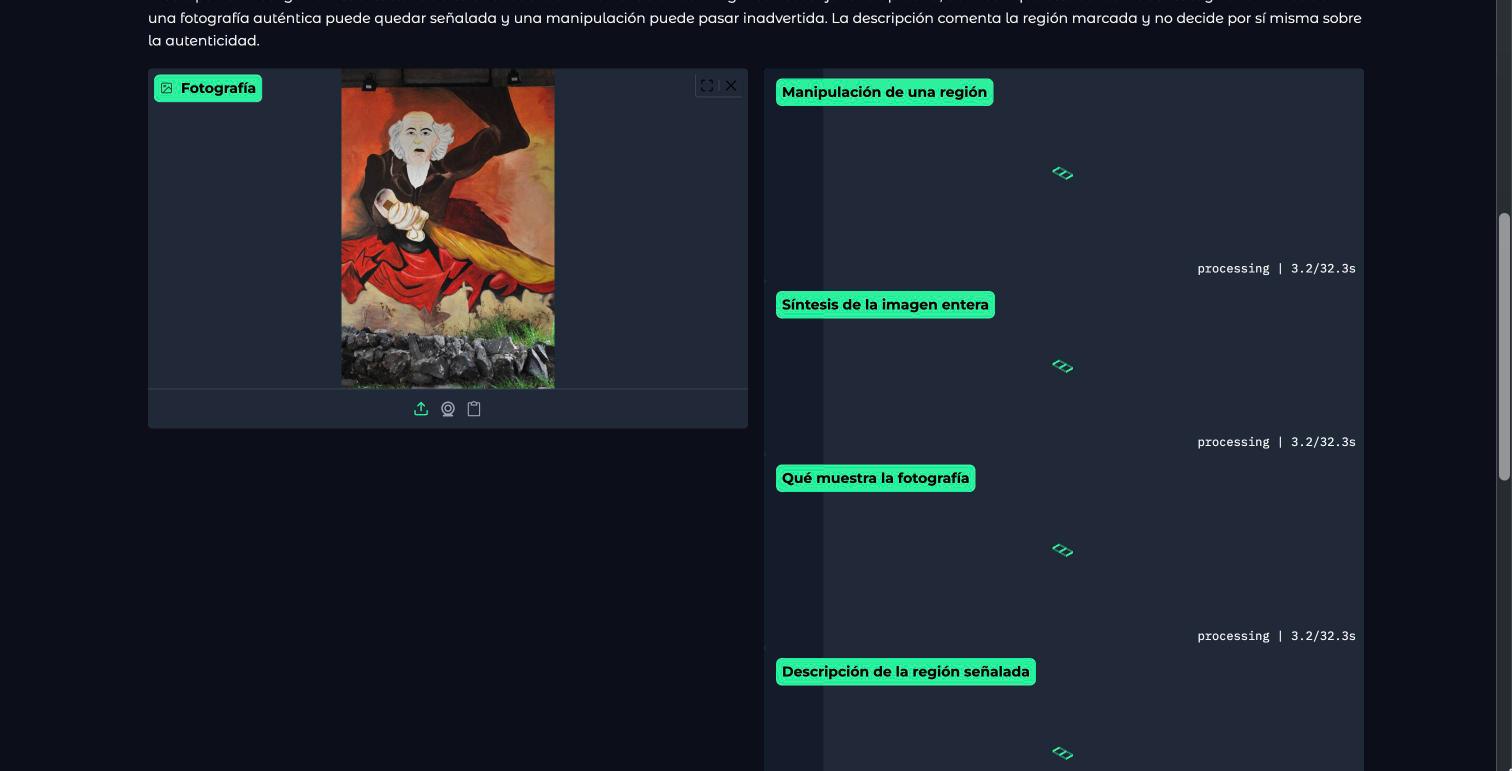 una fotografía auténtica puede quedar señalada y una manipulación puede pasar inadvertida. La descripción comenta la región marcada y no decide por sí misma sobre
la autenticidad.
Fotografía
Manipulación de una región
processing | 3.2/32.3s
Síntesis de la imagen entera
processing | 3.2/32.3s
Qué muestra la fotografía
processing | 3.2/32.3s
Descripción de la región señalada